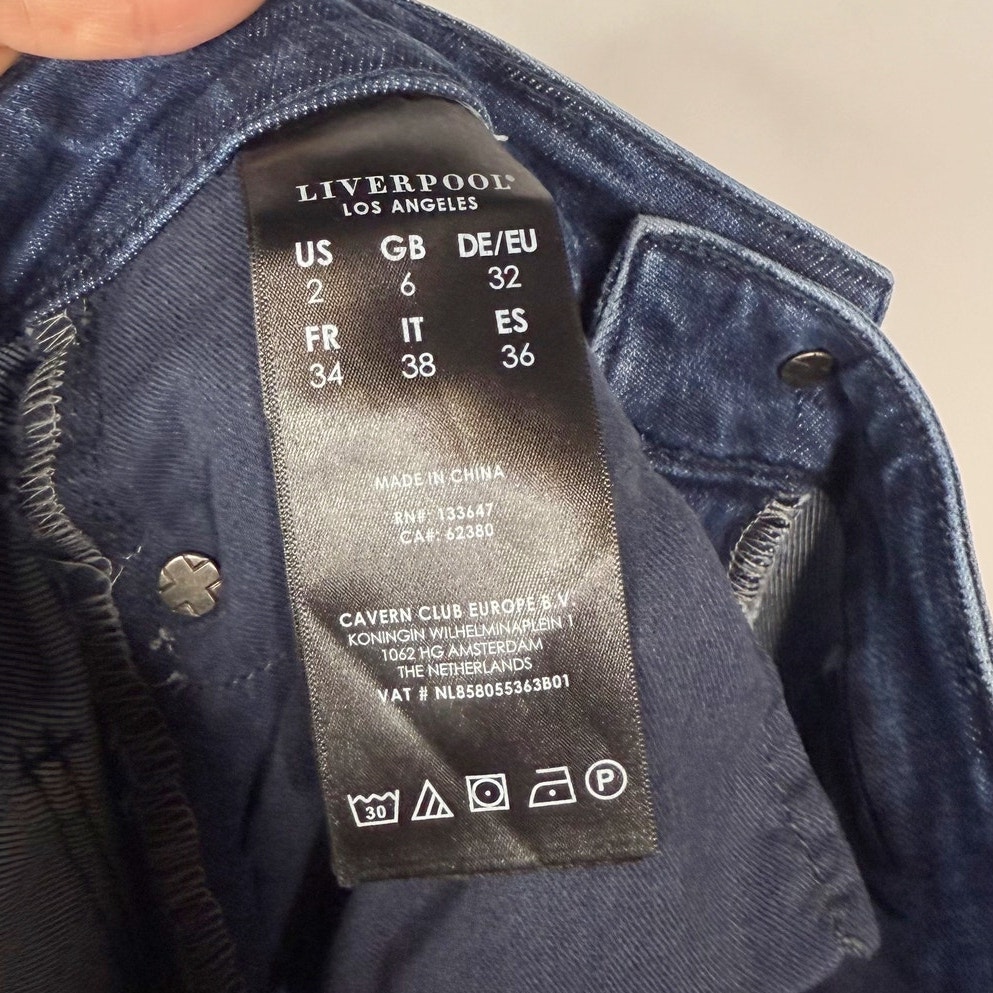 LIVERPOOL®
LOS ANGELES
US GB DE/EU
2 6 32
FR IT ES
34 38 36
MADE IN CHINA
RN#: 133647
CA#: 62380
CAVERN CLUB EUROPE B.V.
KONINGIN WILHELMINAPLEIN 1
1062 HG AMSTERDAM
THE NETHERLANDS
VAT # NL858055363B01
30 P